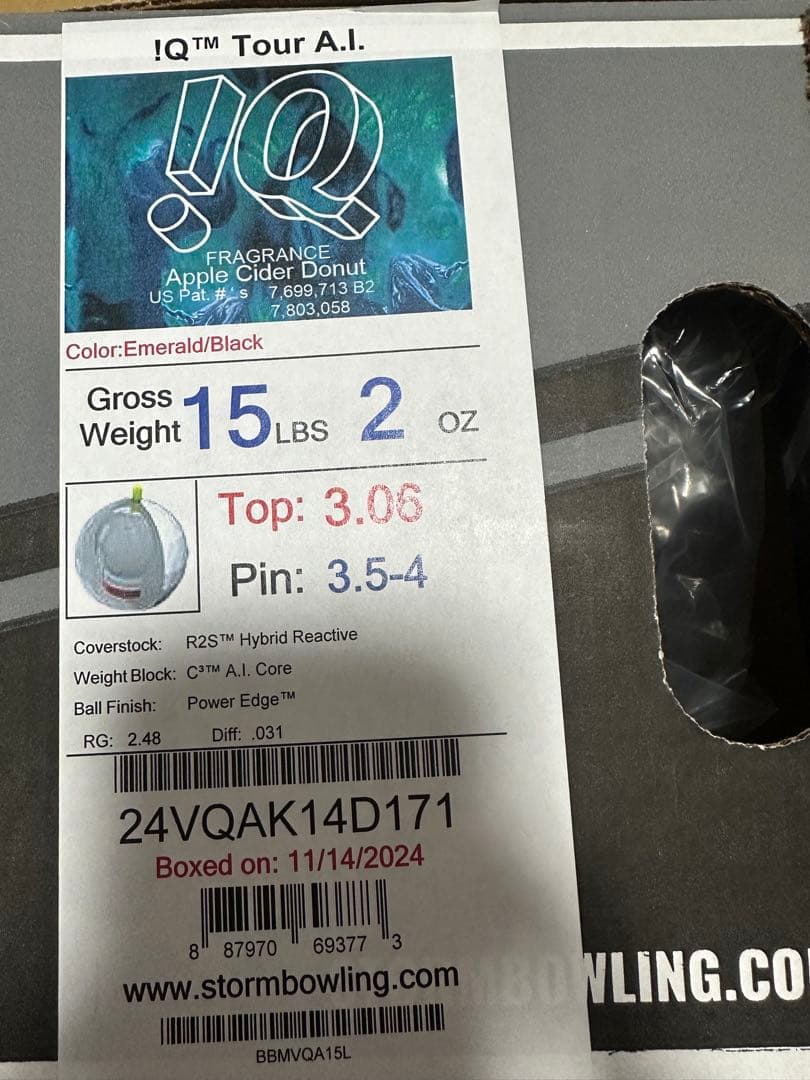 !Q™ Tour A.I.
!Q
FRAGRANCE
Apple Cider Donut
US Pat. #'s 7,699,713 B2
7,803,058
Color:Emerald/Black
Gross Weight 15 LBS 2 OZ
Top: 3.06
Pin: 3.5-4
Coverstock: R2S™ Hybrid Reactive
Weight Block: C³™ A.I. Core
Ball Finish: Power Edge™
RG: 2.48 Diff: .031
24VQAK14D171
Boxed on: 11/14/2024
8 87970 69377 3
www.stormbowling.com
BBMVQA15L
MBOWLING.CO